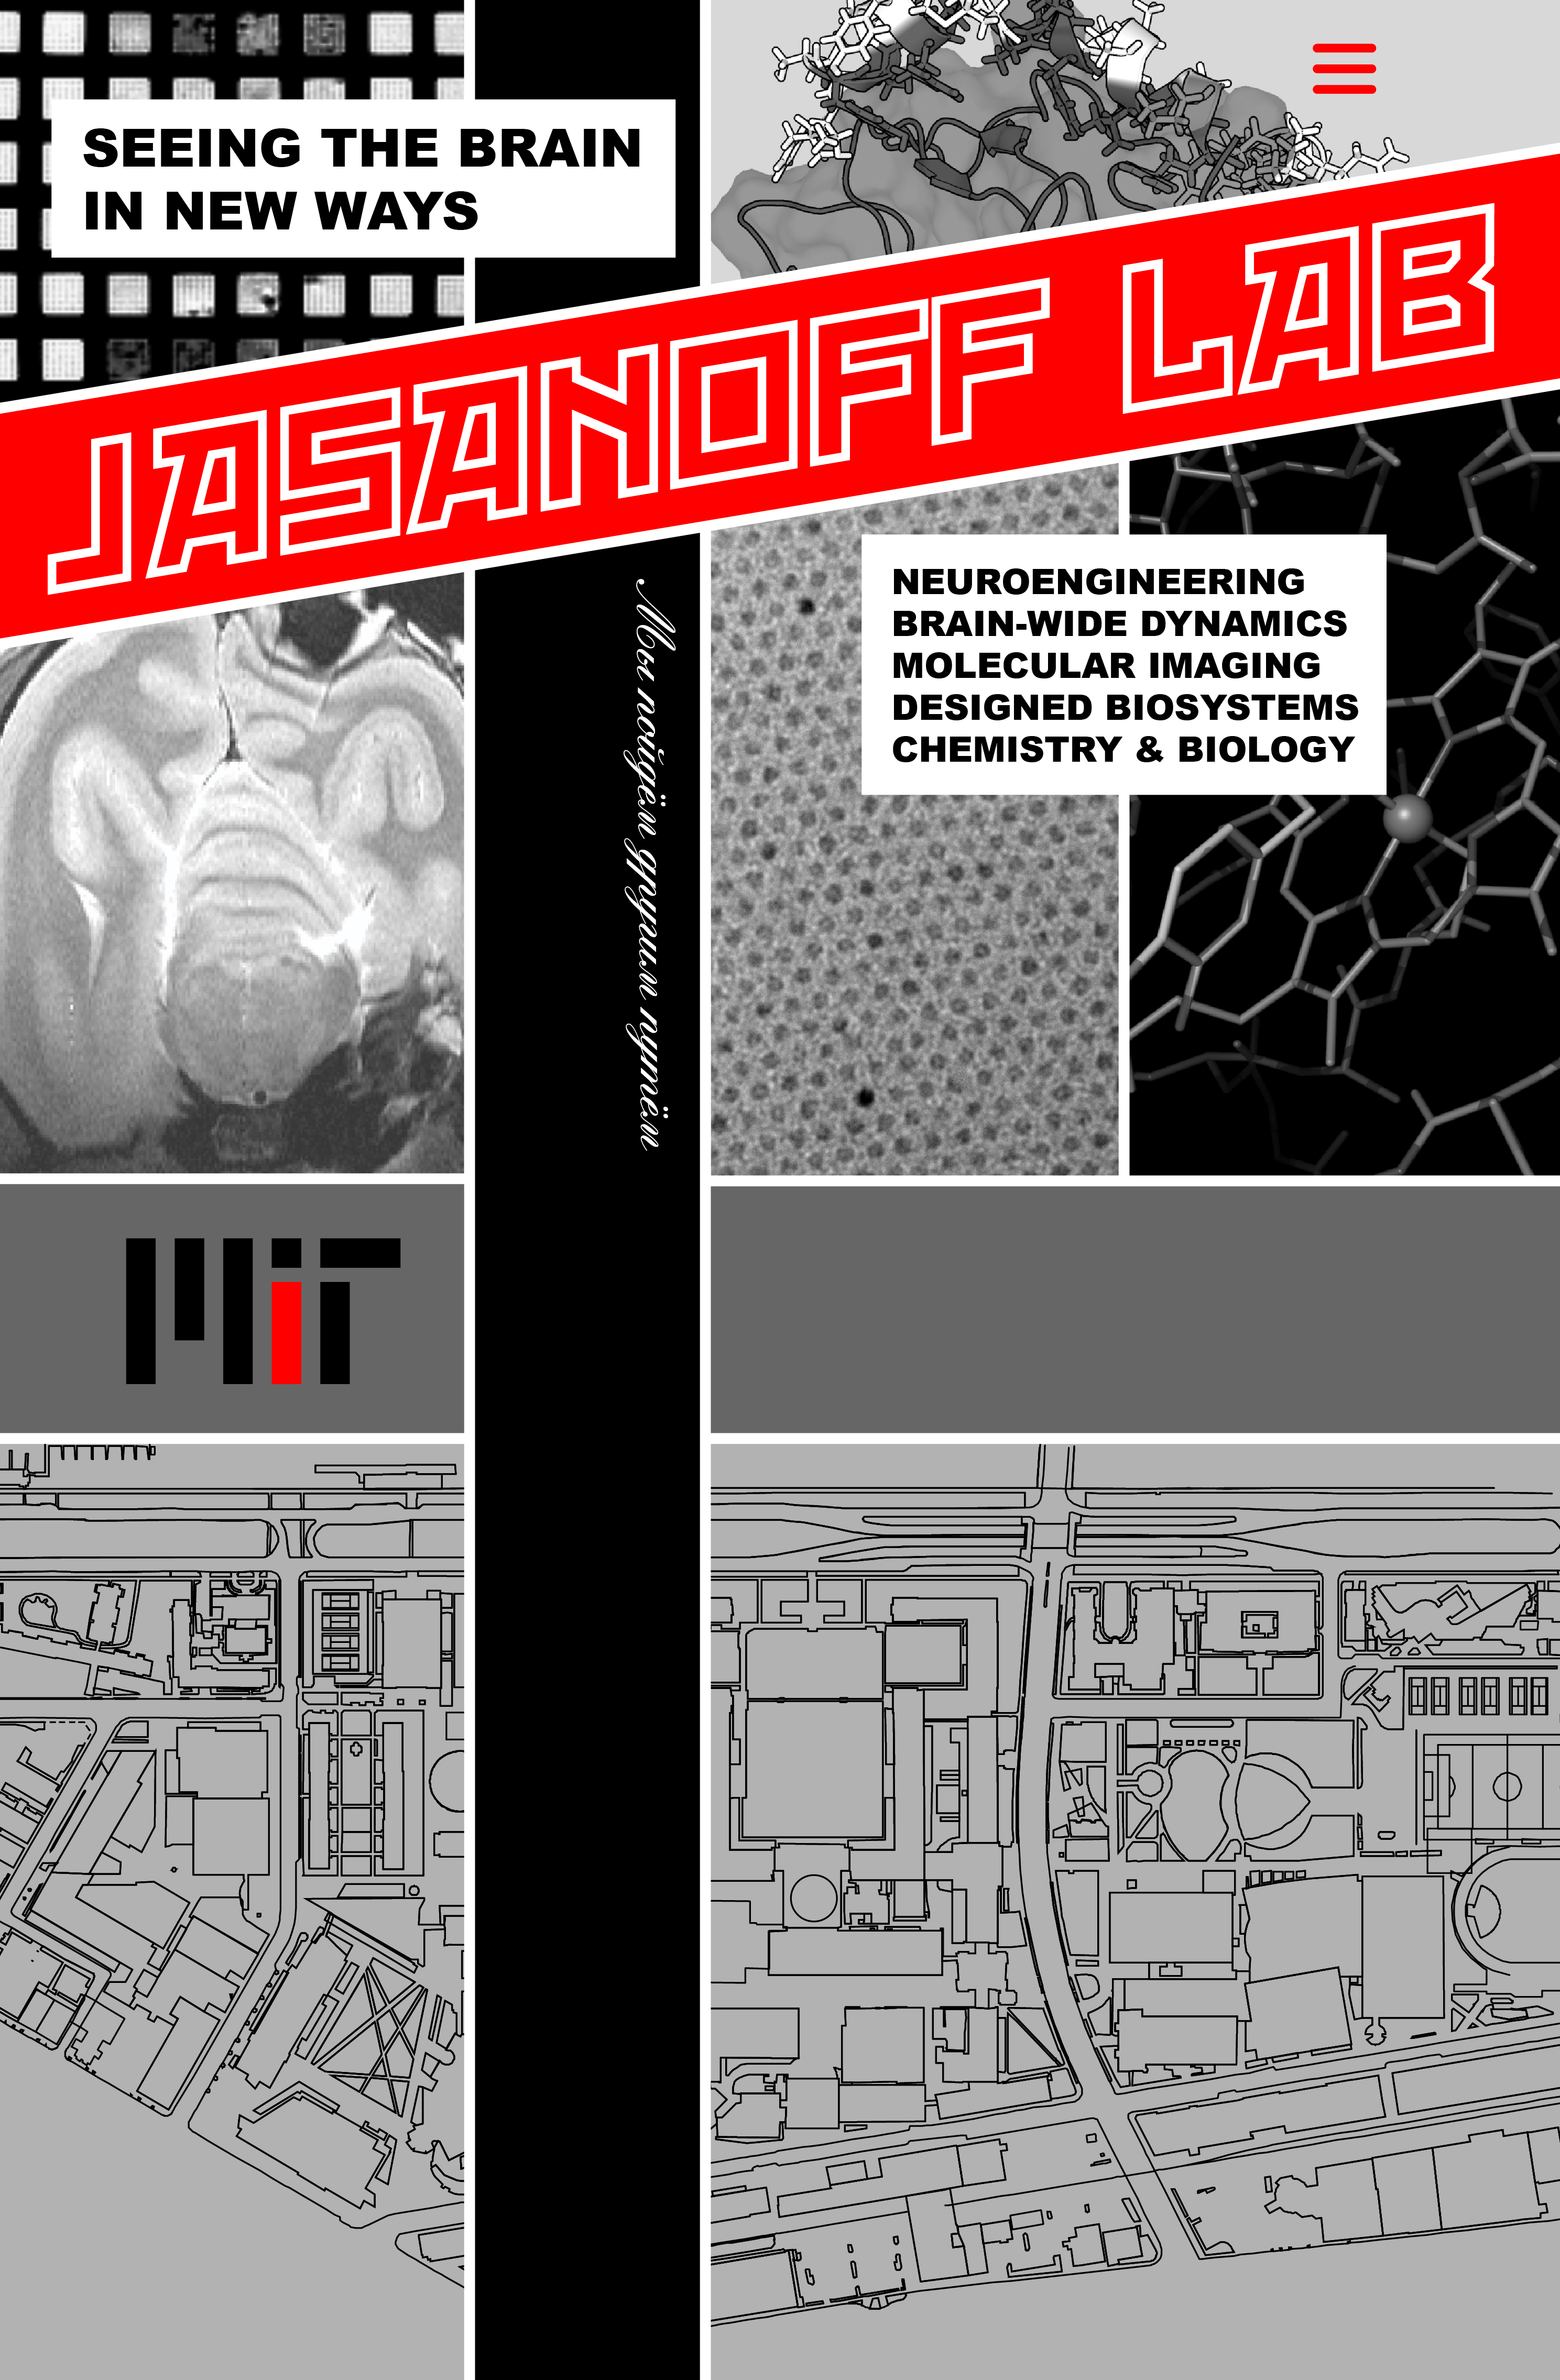 SEEING THE BRAIN
IN NEW WAYS
JASANOFF LAB
Мы пойдём другим путём
NEUROENGINEERING
BRAIN-WIDE DYNAMICS
MOLECULAR IMAGING
DESIGNED BIOSYSTEMS
CHEMISTRY & BIOLOGY
MIT